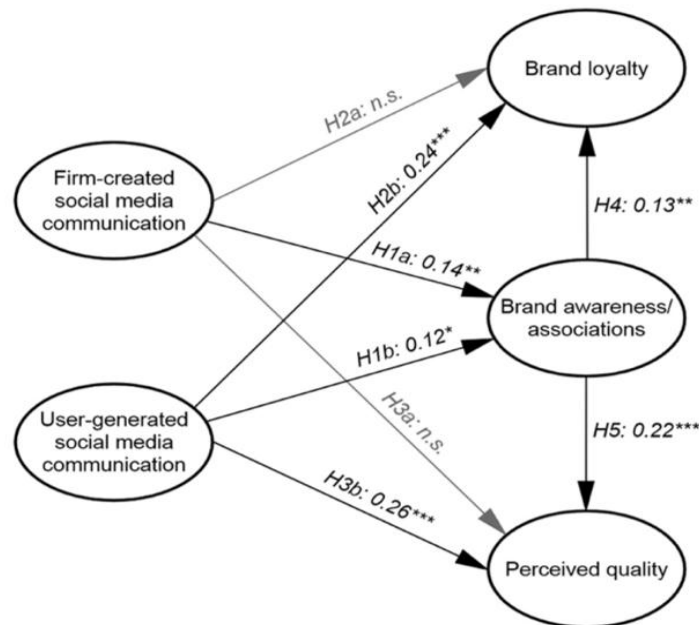 Brand loyalty
H2a: n.s.
H2b: 0.24***
Firm-created
social media
communication
H4: 0.13**
H1a: 0.14**
Brand awareness/
associations
H1b: 0.12*
H3a: n.s.
User-generated
social media
communication
H5: 0.22***
H3b: 0.26***
Perceived quality